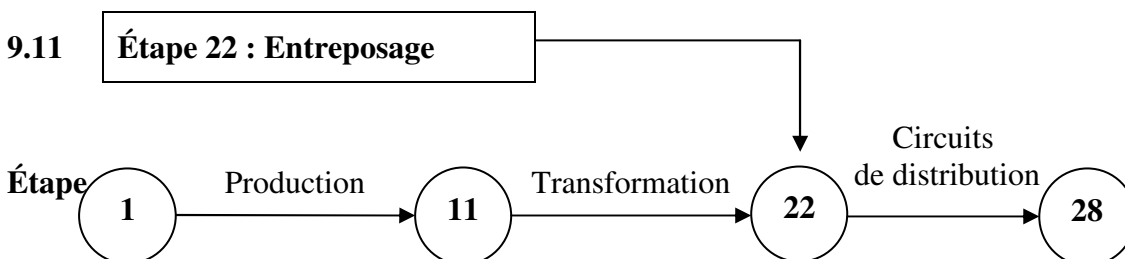 9.11 Étape 22 : Entreposage
Circuits
de distribution
Étape
Production
Transformation
1
11
22
28